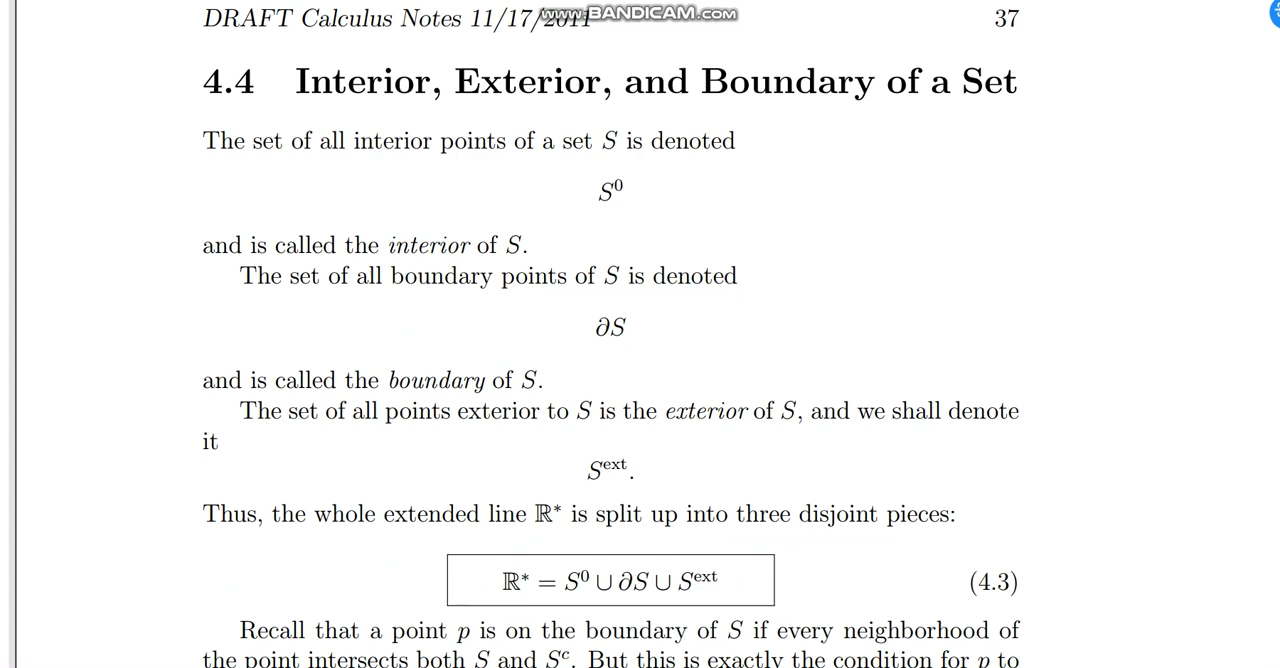 DRAFT Calculus Notes 11/17/2011 37
www.BANDICAM.com
4.4 Interior, Exterior, and Boundary of a Set
The set of all interior points of a set S is denoted
S⁰
and is called the interior of S.
The set of all boundary points of S is denoted
∂S
and is called the boundary of S.
The set of all points exterior to S is the exterior of S, and we shall denote
it
Sᵉˣᵗ.
Thus, the whole extended line ℝ* is split up into three disjoint pieces:
ℝ* = S⁰ ∪ ∂S ∪ Sᵉˣᵗ (4.3)
Recall that a point p is on the boundary of S if every neighborhood of
the point intersects both S and Sᶜ. But this is exactly the condition for p to